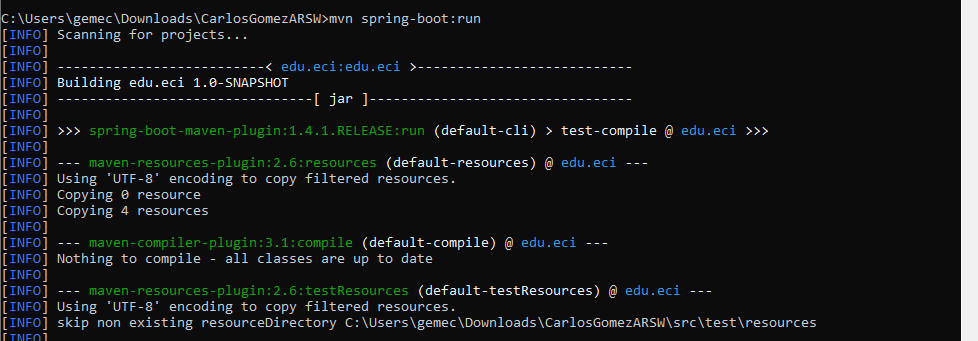 C:\Users\gemec\Downloads\CarlosGomezARSW>mvn spring-boot:run
[INFO] Scanning for projects...
[INFO]
[INFO] --------------------------< edu.eci:edu.eci >---------------------------
[INFO] Building edu.eci 1.0-SNAPSHOT
[INFO] --------------------------------[ jar ]---------------------------------
[INFO]
[INFO] >>> spring-boot-maven-plugin:1.4.1.RELEASE:run (default-cli) > test-compile @ edu.eci >>>
[INFO]
[INFO] --- maven-resources-plugin:2.6:resources (default-resources) @ edu.eci ---
[INFO] Using 'UTF-8' encoding to copy filtered resources.
[INFO] Copying 0 resource
[INFO] Copying 4 resources
[INFO]
[INFO] --- maven-compiler-plugin:3.1:compile (default-compile) @ edu.eci ---
[INFO] Nothing to compile - all classes are up to date
[INFO]
[INFO] --- maven-resources-plugin:2.6:testResources (default-testResources) @ edu.eci ---
[INFO] Using 'UTF-8' encoding to copy filtered resources.
[INFO] skip non existing resourceDirectory C:\Users\gemec\Downloads\CarlosGomezARSW\src\test\resources
[INFO]